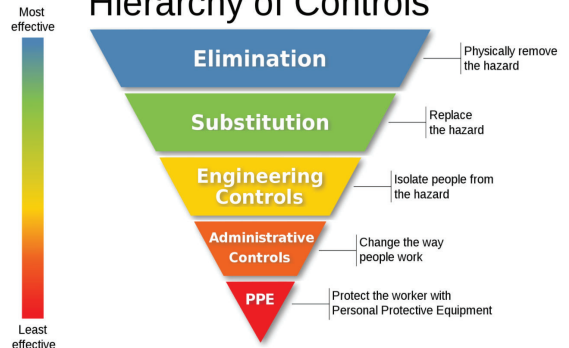 Hierarchy of Controls
Most
effective
Elimination
Physically remove
the hazard
Substitution
Replace
the hazard
Engineering
Controls
Isolate people from
the hazard
Administrative
Controls
Change the way
people work
PPE
Protect the worker with
Personal Protective Equipment
Least
effective